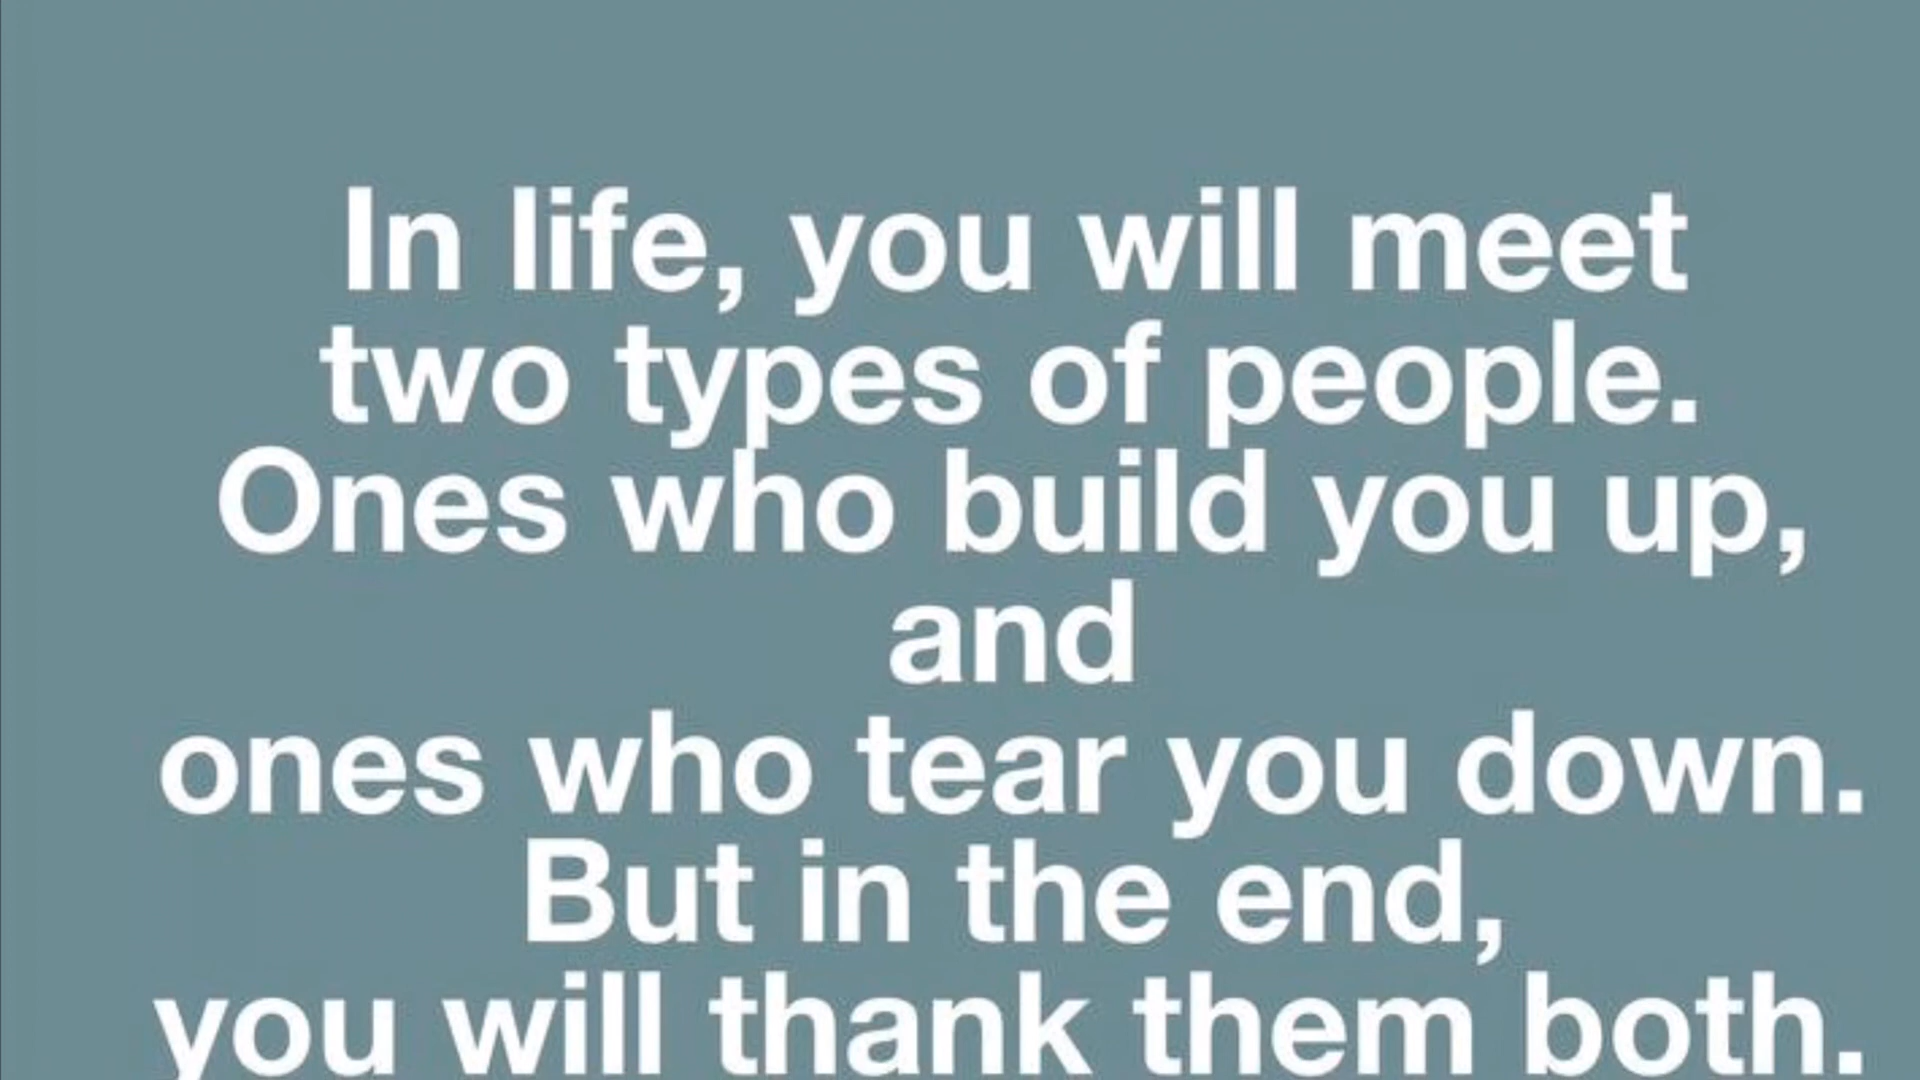 In life, you will meet
two types of people.
Ones who build you up,
and
ones who tear you down.
But in the end,
you will thank them both.